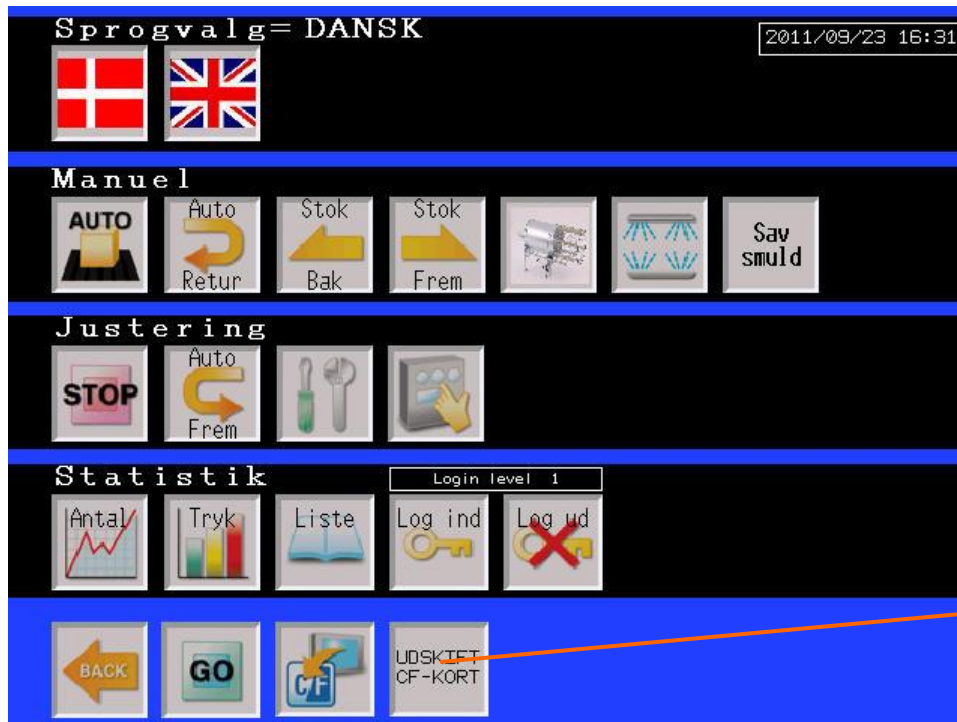 Sprogvalg= DANSK
2011/09/23 16:31
Manuel
AUTO
Auto
Retur
Stok
Bak
Stok
Frem
Sav
smuld
Justering
STOP
Auto
Frem
Statistik
Login level 1
Antal
Tryk
Liste
Log ind
Log ud
BACK
GO
C/F
UDSKIFT
CF-KORT